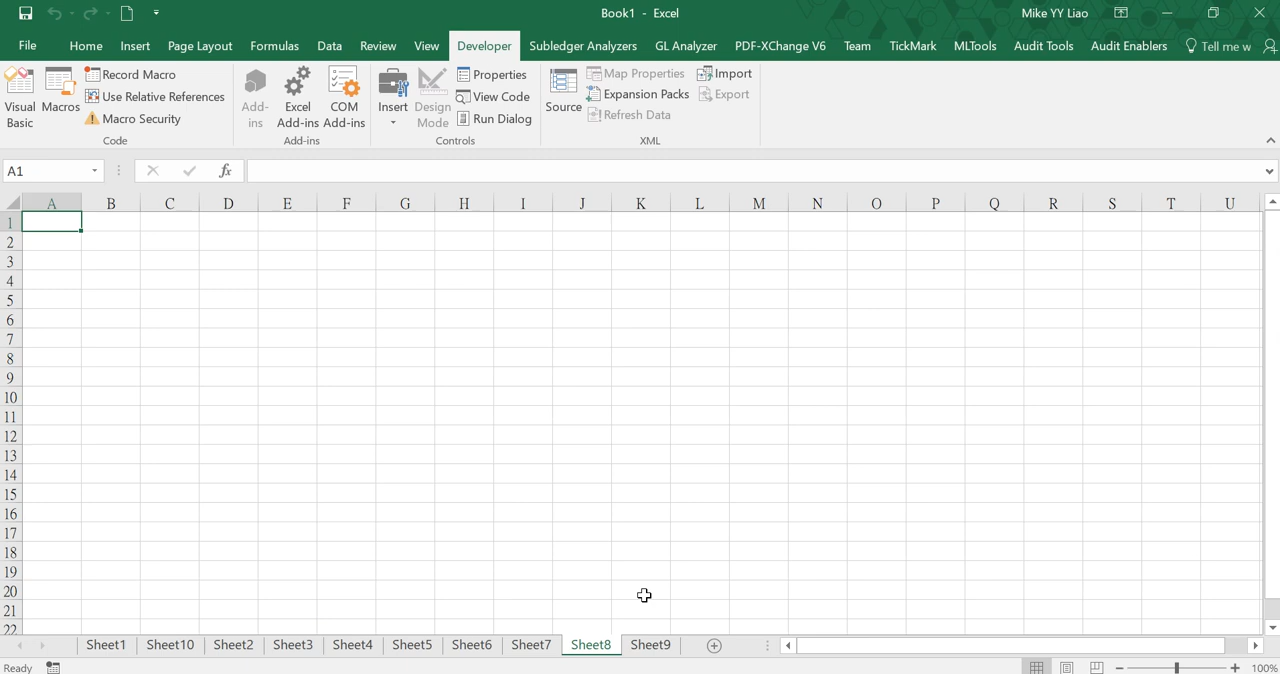 Book1 - Excel
Mike YY Liao
File Home Insert Page Layout Formulas Data Review View Developer Subledger Analyzers GL Analyzer PDF-XChange V6 Team TickMark MLTools Audit Tools Audit Enablers Tell me w
Visual Basic
Macros
Record Macro
Use Relative References
Macro Security
Code
Add-ins
Excel Add-ins
COM Add-ins
Add-ins
Insert
Design Mode
Properties
View Code
Run Dialog
Controls
Source
Map Properties
Expansion Packs
Refresh Data
Import
Export
XML
A1
fx
A B C D E F G H I J K L M N O P Q R S T U
1
2
3
4
5
6
7
8
9
10
11
12
13
14
15
16
17
18
19
20
21
22
Sheet1 Sheet10 Sheet2 Sheet3 Sheet4 Sheet5 Sheet6 Sheet7 Sheet8 Sheet9
Ready
100%